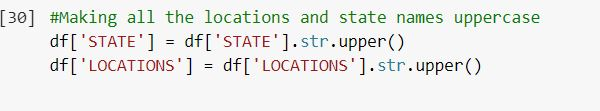 [30] #Making all the locations and state names uppercase
df['STATE'] = df['STATE'].str.upper()
df['LOCATIONS'] = df['LOCATIONS'].str.upper()